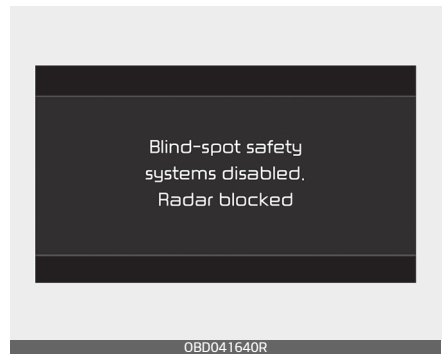 Blind-spot safety
systems disabled.
Radar blocked
OBD041640R